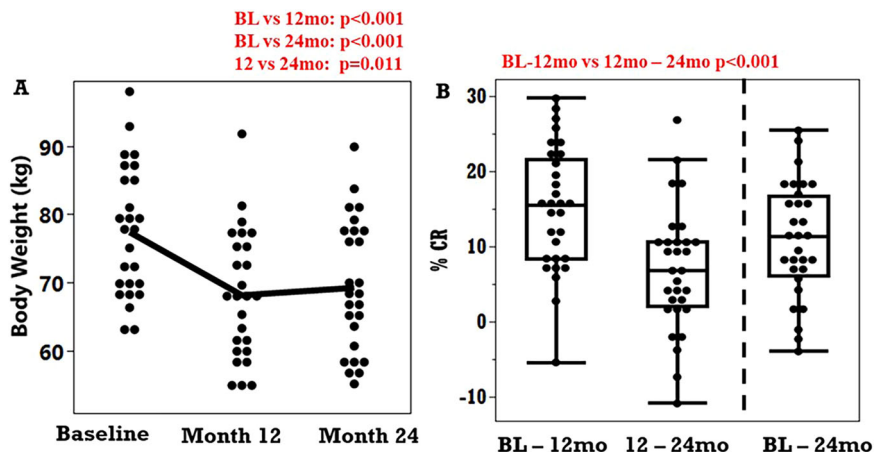 BL vs 12mo: p<0.001
BL vs 24mo: p<0.001
12 vs 24mo: p=0.011
A
Body Weight (kg)
90
80
70
60
Baseline
Month 12
Month 24
BL-12mo vs 12mo – 24mo p<0.001
B
% CR
30
20
10
0
-10
BL – 12mo
12 – 24mo
BL – 24mo